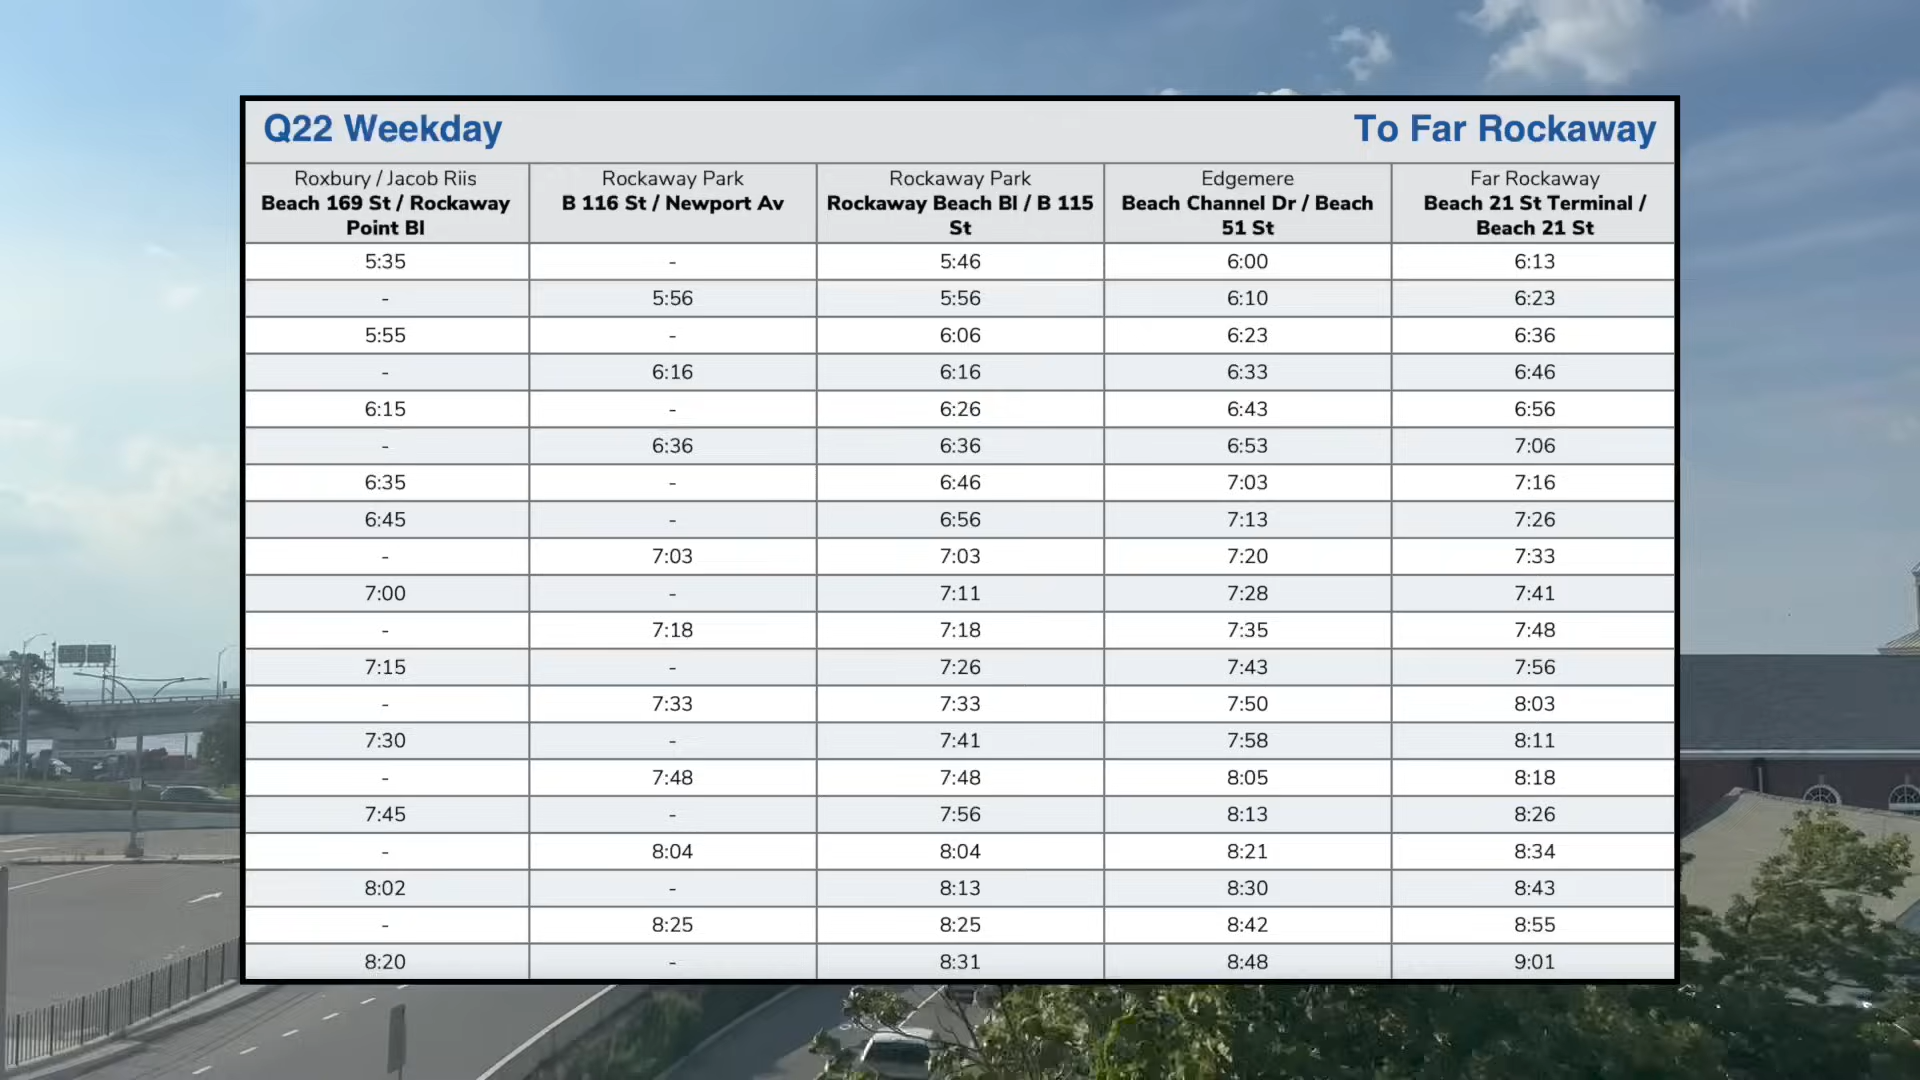 Q22 Weekday To Far Rockaway
Roxbury / Jacob Riis Rockaway Park Rockaway Park Edgemere Far Rockaway
Beach 169 St / Rockaway B 116 St / Newport Av Rockaway Beach Bl / B 115 Beach Channel Dr / Beach Beach 21 St Terminal /
Point Bl St 51 St Beach 21 St
5:35 - 5:46 6:00 6:13
- 5:56 5:56 6:10 6:23
5:55 - 6:06 6:23 6:36
- 6:16 6:16 6:33 6:46
6:15 - 6:26 6:43 6:56
- 6:36 6:36 6:53 7:06
6:35 - 6:46 7:03 7:16
6:45 - 6:56 7:13 7:26
- 7:03 7:03 7:20 7:33
7:00 - 7:11 7:28 7:41
- 7:18 7:18 7:35 7:48
7:15 - 7:26 7:43 7:56
- 7:33 7:33 7:50 8:03
7:30 - 7:41 7:58 8:11
- 7:48 7:48 8:05 8:18
7:45 - 7:56 8:13 8:26
- 8:04 8:04 8:21 8:34
8:02 - 8:13 8:30 8:43
- 8:25 8:25 8:42 8:55
8:20 - 8:31 8:48 9:01